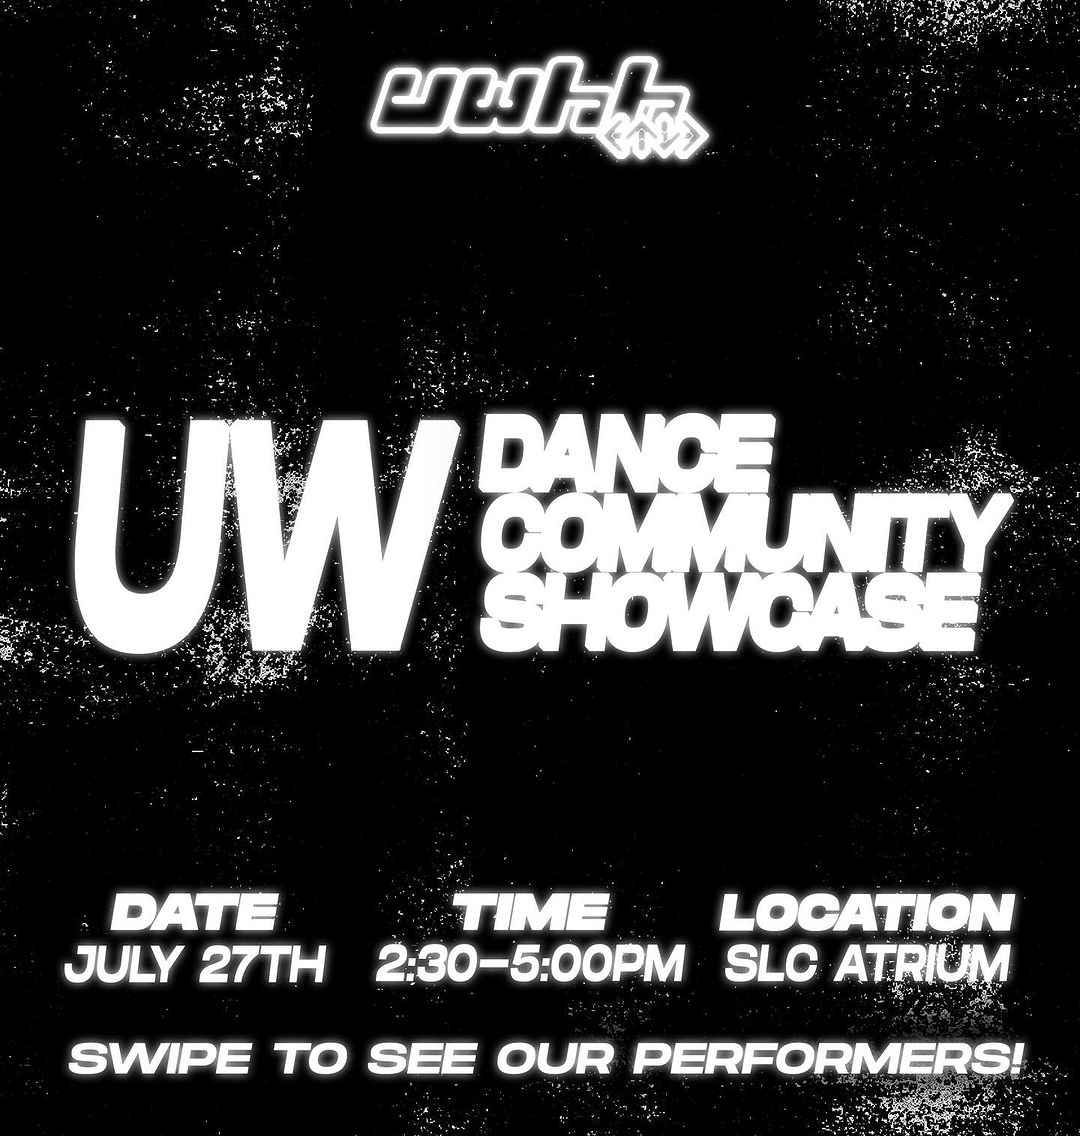 uwhh
UW
DANCE
COMMUNITY
SHOWCASE
DATE
JULY 27TH
TIME
2:30-5:00PM
LOCATION
SLC ATRIUM
SWIPE TO SEE OUR PERFORMERS!